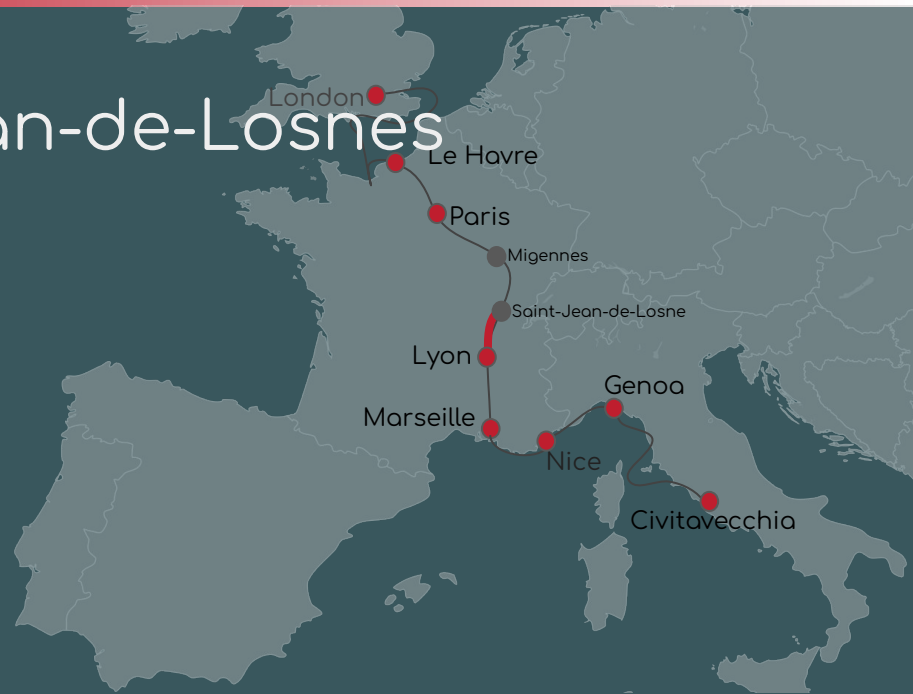 London
an-de-Losnes
Le Havre
Paris
Migennes
Saint-Jean-de-Losne
Lyon
Genoa
Marseille
Nice
Civitavecchia